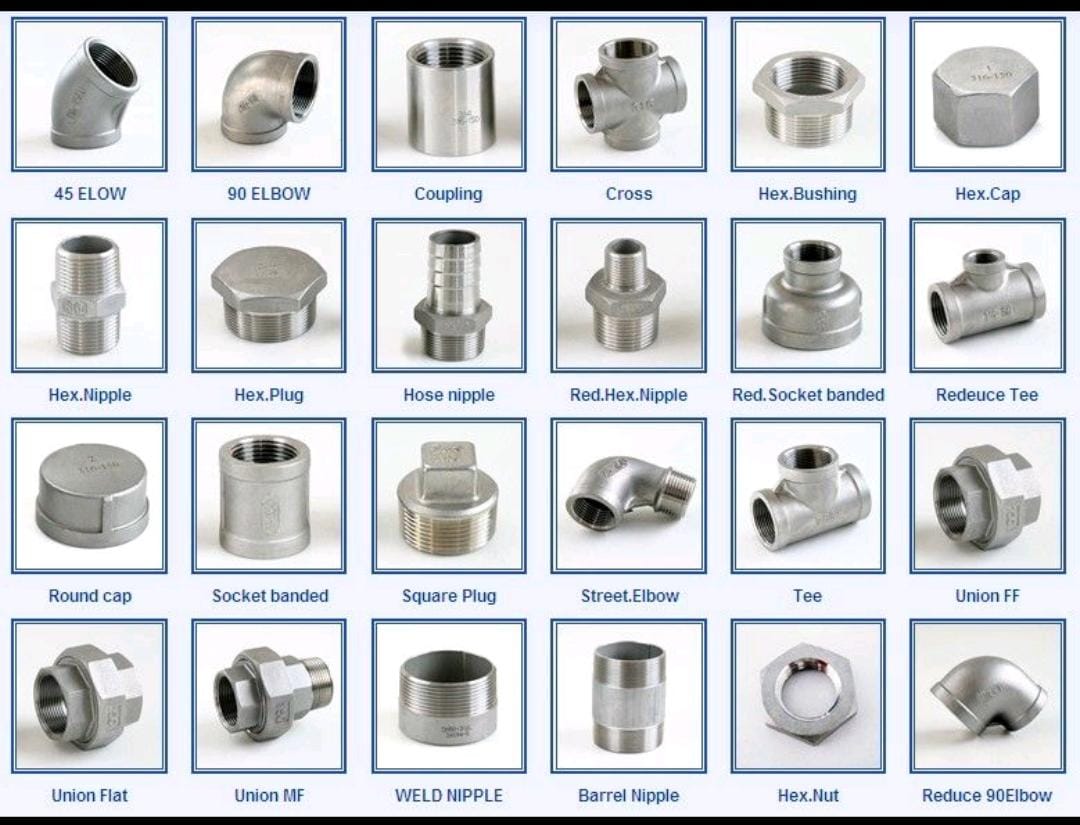 45 ELOW
90 ELBOW
Coupling
Cross
Hex.Bushing
Hex.Cap
Hex.Nipple
Hex.Plug
Hose nipple
Red.Hex.Nipple
Red.Socket banded
Redeuce Tee
Round cap
Socket banded
Square Plug
Street.Elbow
Tee
Union FF
Union Flat
Union MF
WELD NIPPLE
Barrel Nipple
Hex.Nut
Reduce 90Elbow